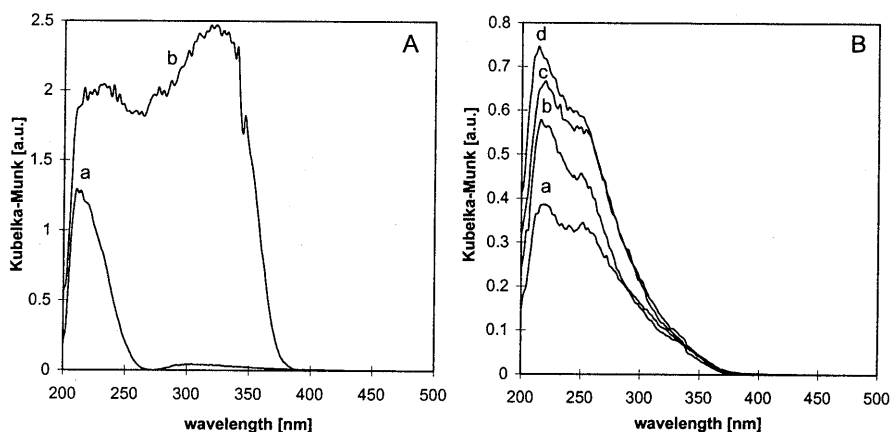 A
Kubelka-Munk [a.u.]
2.5
2
1.5
1
0.5
0
b
a
200 250 300 350 400 450 500
wavelength [nm]
B
Kubelka-Munk [a.u.]
0.8
0.7
0.6
0.5
0.4
0.3
0.2
0.1
0
d
c
b
a
200 250 300 350 400 450 500
wavelength [nm]